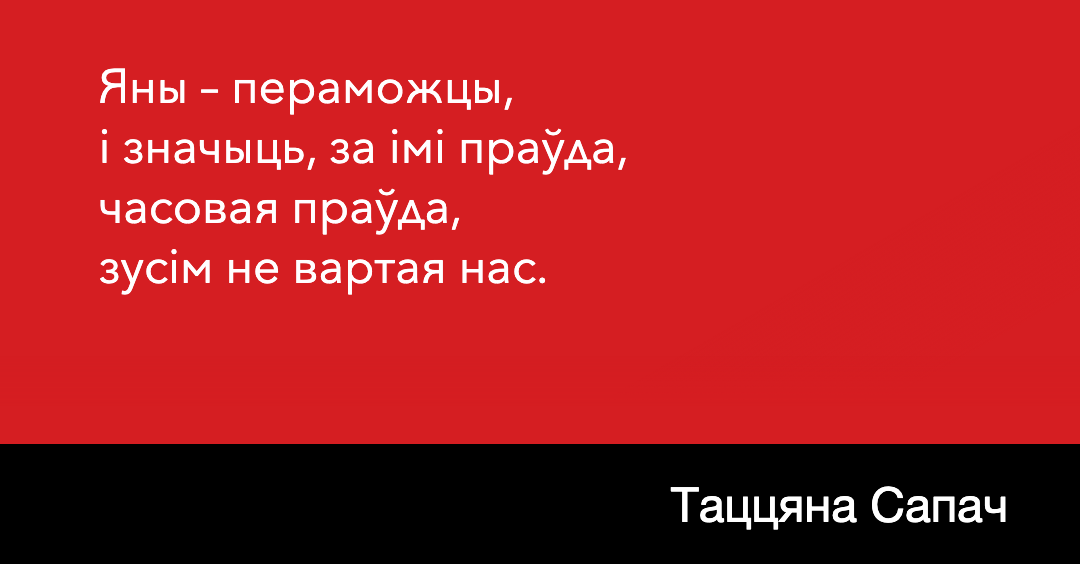 Яны – пераможцы,
і значыць, за імі праўда,
часовая праўда,
зусім не вартая нас.
Таццяна Сапач